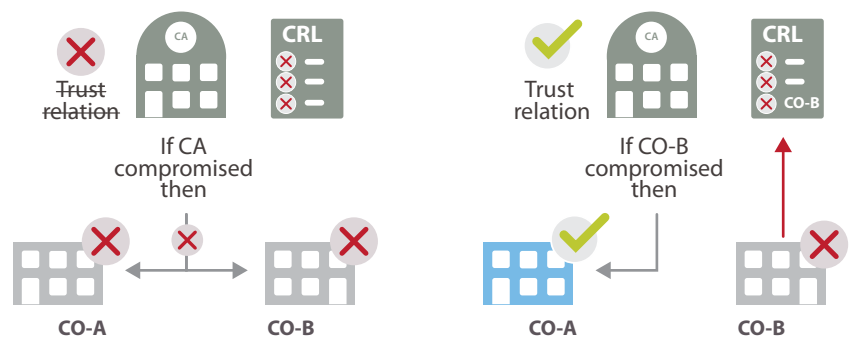 CA
CRL
Trust
relation
If CA
compromised
then
CO-A
CO-B
CA
CRL
CO-B
Trust
relation
If CO-B
compromised
then
CO-A
CO-B